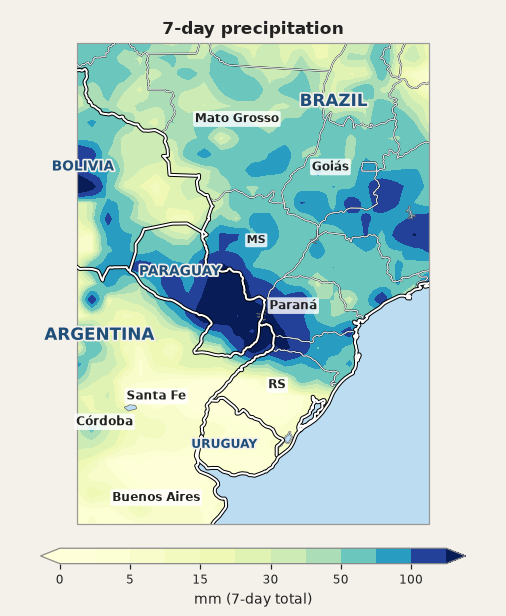 7-day precipitation
BRAZIL
Mato Grosso
BOLIVIA
Goiás
MS
PARAGUAY
Paraná
ARGENTINA
RS
Santa Fe
Córdoba
URUGUAY
Buenos Aires
0 5 15 30 50 100
mm (7-day total)